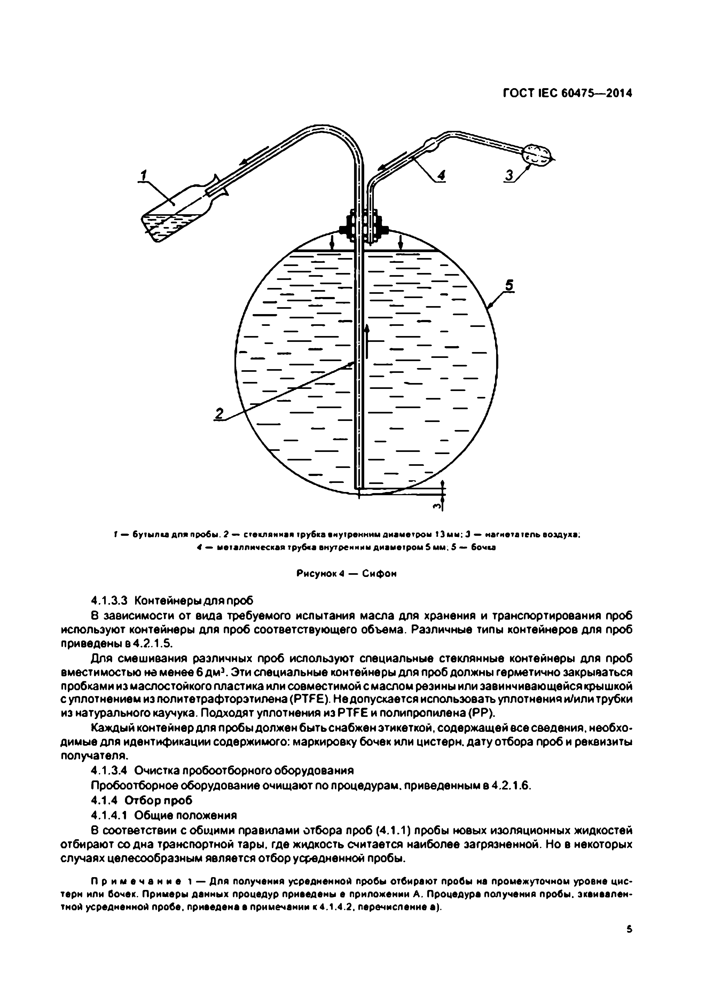 ГОСТ IEC 60475—2014
1
4
3
5
2
3
1 — бутылка для пробы. 2 — стеклянная трубка внутренним диаметром 13 мм; 3 — нагнетатель воздуха;
4 — металлическая трубка внутренним диаметром 5 мм; 5 — бочка
Рисунок 4 — Сифон
4.1.3.3 Контейнеры для проб
В зависимости от вида требуемого испытания масла для хранения и транспортирования проб
используют контейнеры для проб соответствующего объема. Различные типы контейнеров для проб
приведены в 4.2.1.5.
Для смешивания различных проб используют специальные стеклянные контейнеры для проб
вместимостью не менее 6 дм³. Эти специальные контейнеры для проб должны герметично закрываться
пробками из маслостойкого пластика или совместимой с маслом резины или завинчивающейся крышкой
с уплотнением из политетрафторэтилена (PTFE). Не допускается использовать уплотнения и/или трубки
из натурального каучука. Подходят уплотнения из PTFE и полипропилена (PP).
Каждый контейнер для пробы должен быть снабжен этикеткой, содержащей все сведения, необхо-
димые для идентификации содержимого: маркировку бочек или цистерн, дату отбора проб и реквизиты
получателя.
4.1.3.4 Очистка пробоотборного оборудования
Пробоотборное оборудование очищают по процедурам, приведенным в 4.2.1.6.
4.1.4 Отбор проб
4.1.4.1 Общие положения
В соответствии с общими правилами отбора проб (4.1.1) пробы новых изоляционных жидкостей
отбирают со дна транспортной тары, где жидкость считается наиболее загрязненной. Но в некоторых
случаях целесообразным является отбор усредненной пробы.
Примечание 1 — Для получения усредненной пробы отбирают пробы на промежуточном уровне цис-
терн или бочек. Примеры данных процедур приведены в приложении А. Процедура получения пробы, эквивален-
тной усредненной пробе, приведена в примечании к 4.1.4.2, перечисление а).
5